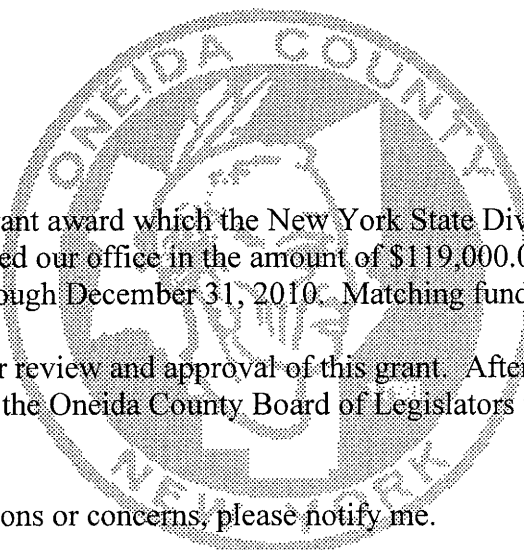 ONEIDA COUNTY
ant award which the New York State Div
ed our office in the amount of $119,000.0
ough December 31, 2010. Matching fund
r review and approval of this grant. After
the Oneida County Board of Legislators
ons or concerns, please notify me.
NEW YORK